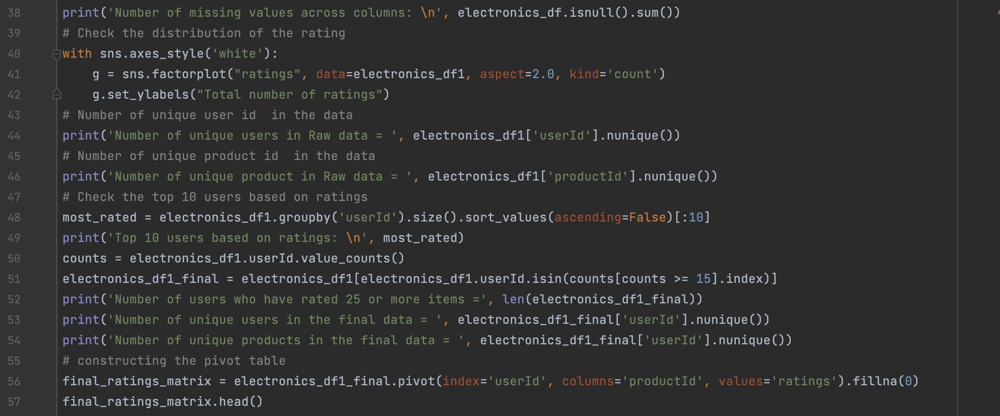 38 print('Number of missing values across columns: \n', electronics_df.isnull().sum())
39 # Check the distribution of the rating
40 with sns.axes_style('white'):
41     g = sns.factorplot("ratings", data=electronics_df1, aspect=2.0, kind='count')
42     g.set_ylabels("Total number of ratings")
43 # Number of unique user id  in the data
44 print('Number of unique users in Raw data = ', electronics_df1['userId'].nunique())
45 # Number of unique product id  in the data
46 print('Number of unique product in Raw data = ', electronics_df1['productId'].nunique())
47 # Check the top 10 users based on ratings
48 most_rated = electronics_df1.groupby('userId').size().sort_values(ascending=False)[:10]
49 print('Top 10 users based on ratings: \n', most_rated)
50 counts = electronics_df1.userId.value_counts()
51 electronics_df1_final = electronics_df1[electronics_df1.userId.isin(counts[counts >= 15].index)]
52 print('Number of users who have rated 25 or more items =', len(electronics_df1_final))
53 print('Number of unique users in the final data = ', electronics_df1_final['userId'].nunique())
54 print('Number of unique products in the final data = ', electronics_df1_final['userId'].nunique())
55 # constructing the pivot table
56 final_ratings_matrix = electronics_df1_final.pivot(index='userId', columns='productId', values='ratings').fillna(0)
57 final_ratings_matrix.head()